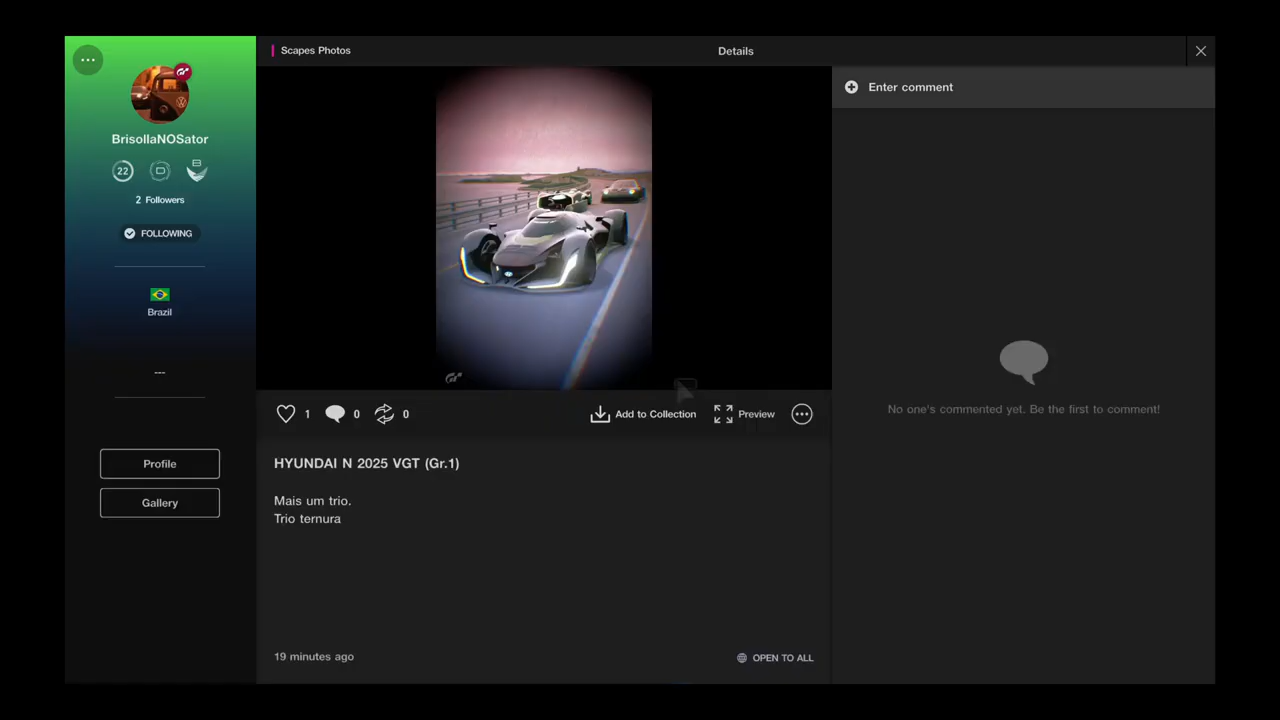 Scapes Photos
Details
BrisollaNOSator
22
D
B
2 Followers
FOLLOWING
Brazil
---
Profile
Gallery
1
0
0
Add to Collection
Preview
HYUNDAI N 2025 VGT (Gr.1)
Mais um trio.
Trio ternura
19 minutes ago
OPEN TO ALL
Enter comment
No one's commented yet. Be the first to comment!